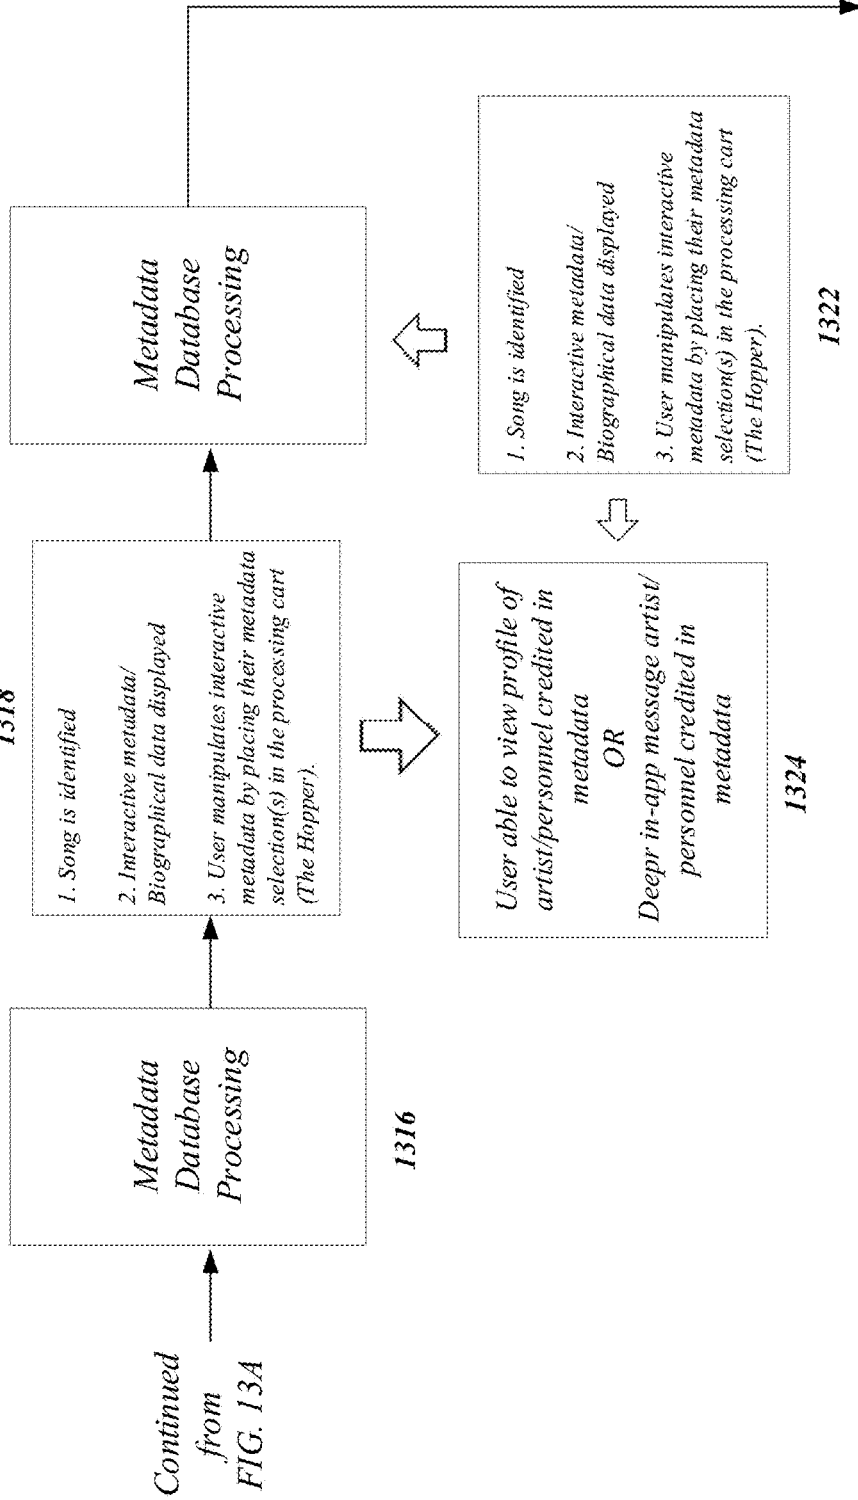 Continued
from
FIG. 13A
Metadata
Database
Processing
1316
1318
1. Song is identified
2. Interactive metadata/
Biographical data displayed
3. User manipulates interactive
metadata by placing their metadata
selection(s) in the processing cart
(The Hopper).
Metadata
Database
Processing
User able to view profile of
artist/personnel credited in
metadata
OR
Deepr in-app message artist/
personnel credited in
metadata
1324
1. Song is identified
2. Interactive metadata/
Biographical data displayed
3. User manipulates interactive
metadata by placing their metadata
selection(s) in the processing cart
(The Hopper).
1322